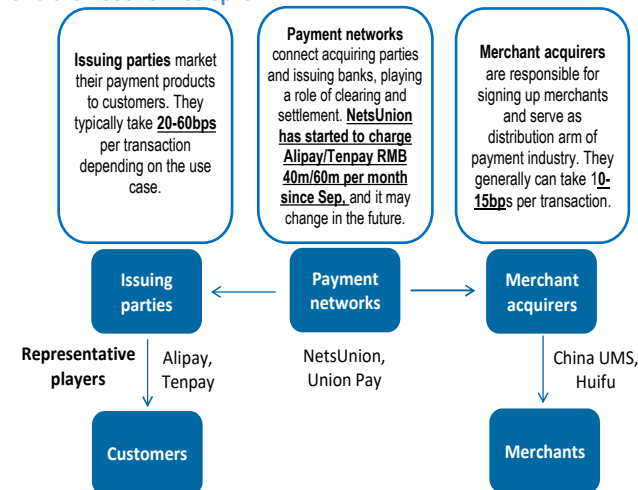 Issuing parties market
their payment products
to customers. They
typically take 20-60bps
per transaction
depending on the use
case.
Payment networks
connect acquiring parties
and issuing banks, playing
a role of clearing and
settlement. NetsUnion
has started to charge
Alipay/Tenpay RMB
40m/60m per month
since Sep, and it may
change in the future.
Merchant acquirers
are responsible for
signing up merchants
and serve as
distribution arm of
payment industry. They
generally can take 10-
15bps per transaction.
Issuing
parties
Payment
networks
Merchant
acquirers
Representative
players
Alipay,
Tenpay
NetsUnion,
Union Pay
China UMS,
Huifu
Customers
Merchants